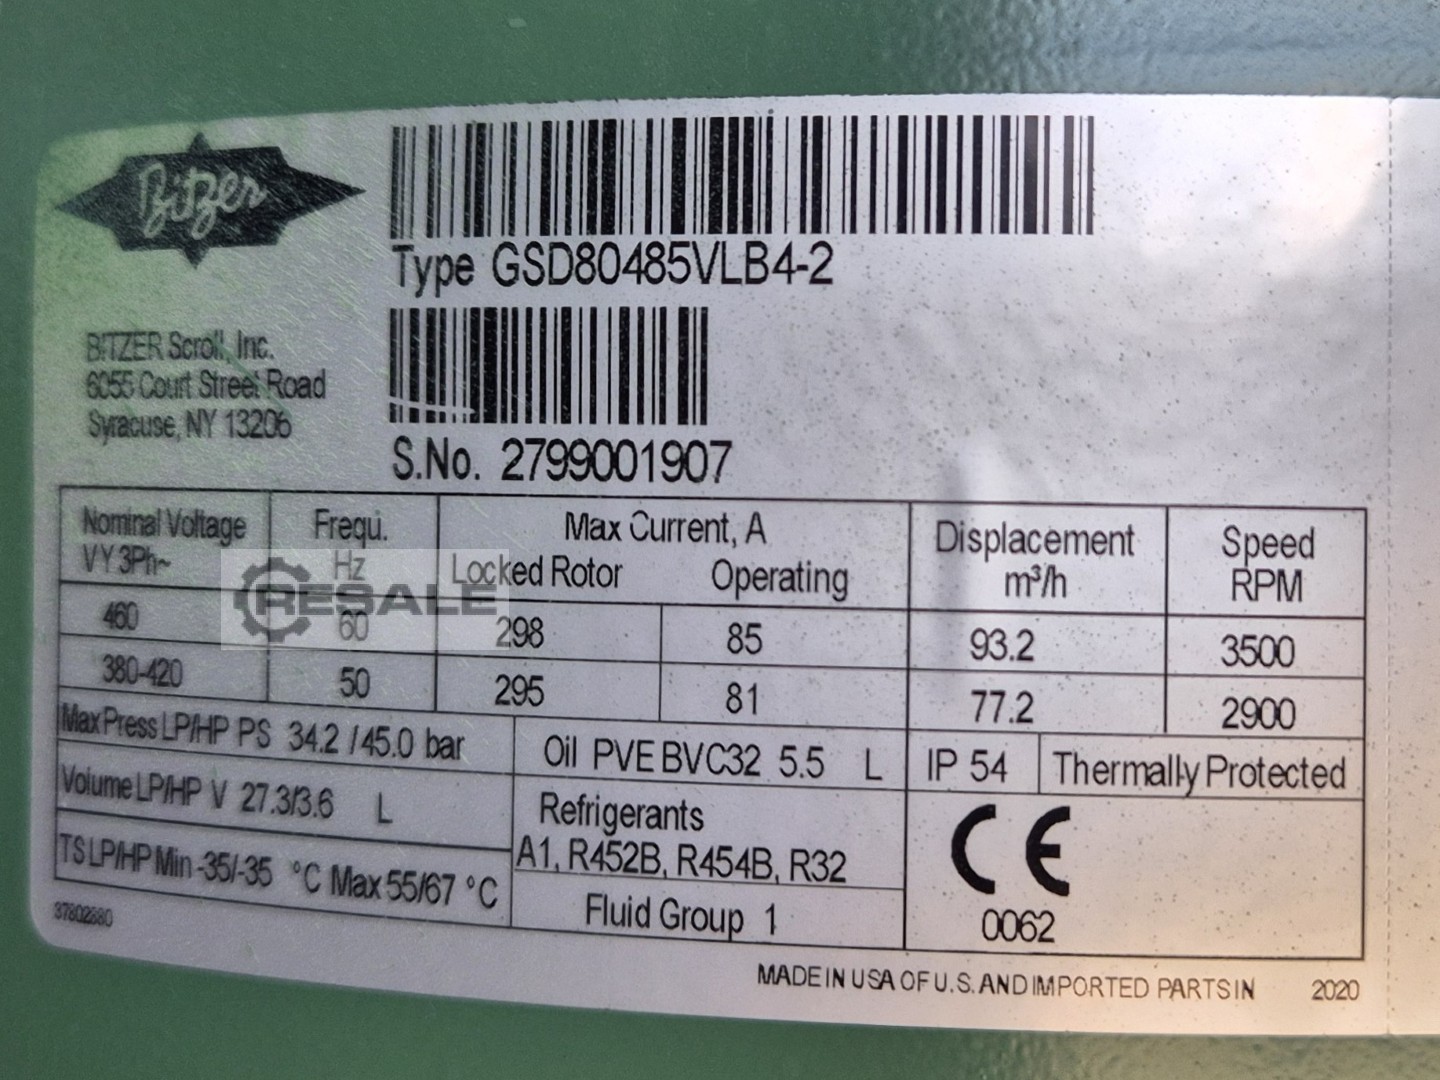 Bitzer
Type GSD80485VLB4-2
BITZER Scroll, Inc.
6055 Court Street Road
Syracuse, NY 13206
S.No. 2799001907
Nominal Voltage
V Y 3Ph~
Frequ.
Hz
Max Current, A
Locked Rotor
Operating
Displacement
m³/h
Speed
RPM
RESALE
460 60 298 85 93.2 3500
380-420 50 295 81 77.2 2900
Max Press LP/HP PS 34.2 / 45.0 bar
Oil PVE BVC32 5.5 L
IP 54
Thermally Protected
Volume LP/HP V 27.3/3.6 L
Refrigerants
A1, R452B, R454B, R32
TS LP/HP Min -35/-35 °C Max 55/67 °C
Fluid Group 1
CE
0062
37802880
MADE IN USA OF U.S. AND IMPORTED PARTS IN 2020